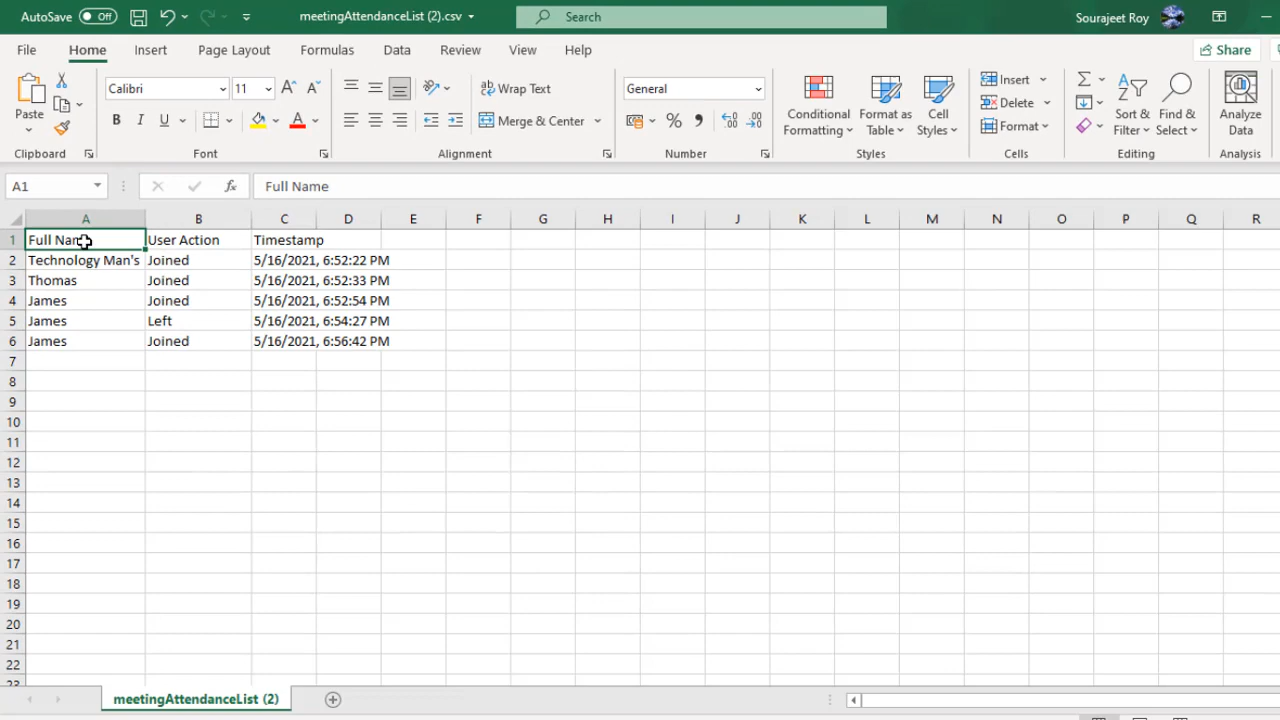 AutoSave Off meetingAttendanceList (2).csv Search Sourajeet Roy
File Home Insert Page Layout Formulas Data Review View Help Share
Calibri 11 Wrap Text General Insert
Paste B I U Merge & Center Conditional Formatting Format as Table Cell Styles Delete Format Sort & Filter Find & Select Analyze Data
Clipboard Font Alignment Number Styles Cells Editing Analysis
A1 fx Full Name
A B C D E F G H I J K L M N O P Q R
1 Full Name User Action Timestamp
2 Technology Man's Joined 5/16/2021, 6:52:22 PM
3 Thomas Joined 5/16/2021, 6:52:33 PM
4 James Joined 5/16/2021, 6:52:54 PM
5 James Left 5/16/2021, 6:54:27 PM
6 James Joined 5/16/2021, 6:56:42 PM
7
8
9
10
11
12
13
14
15
16
17
18
19
20
21
22
23
meetingAttendanceList (2)